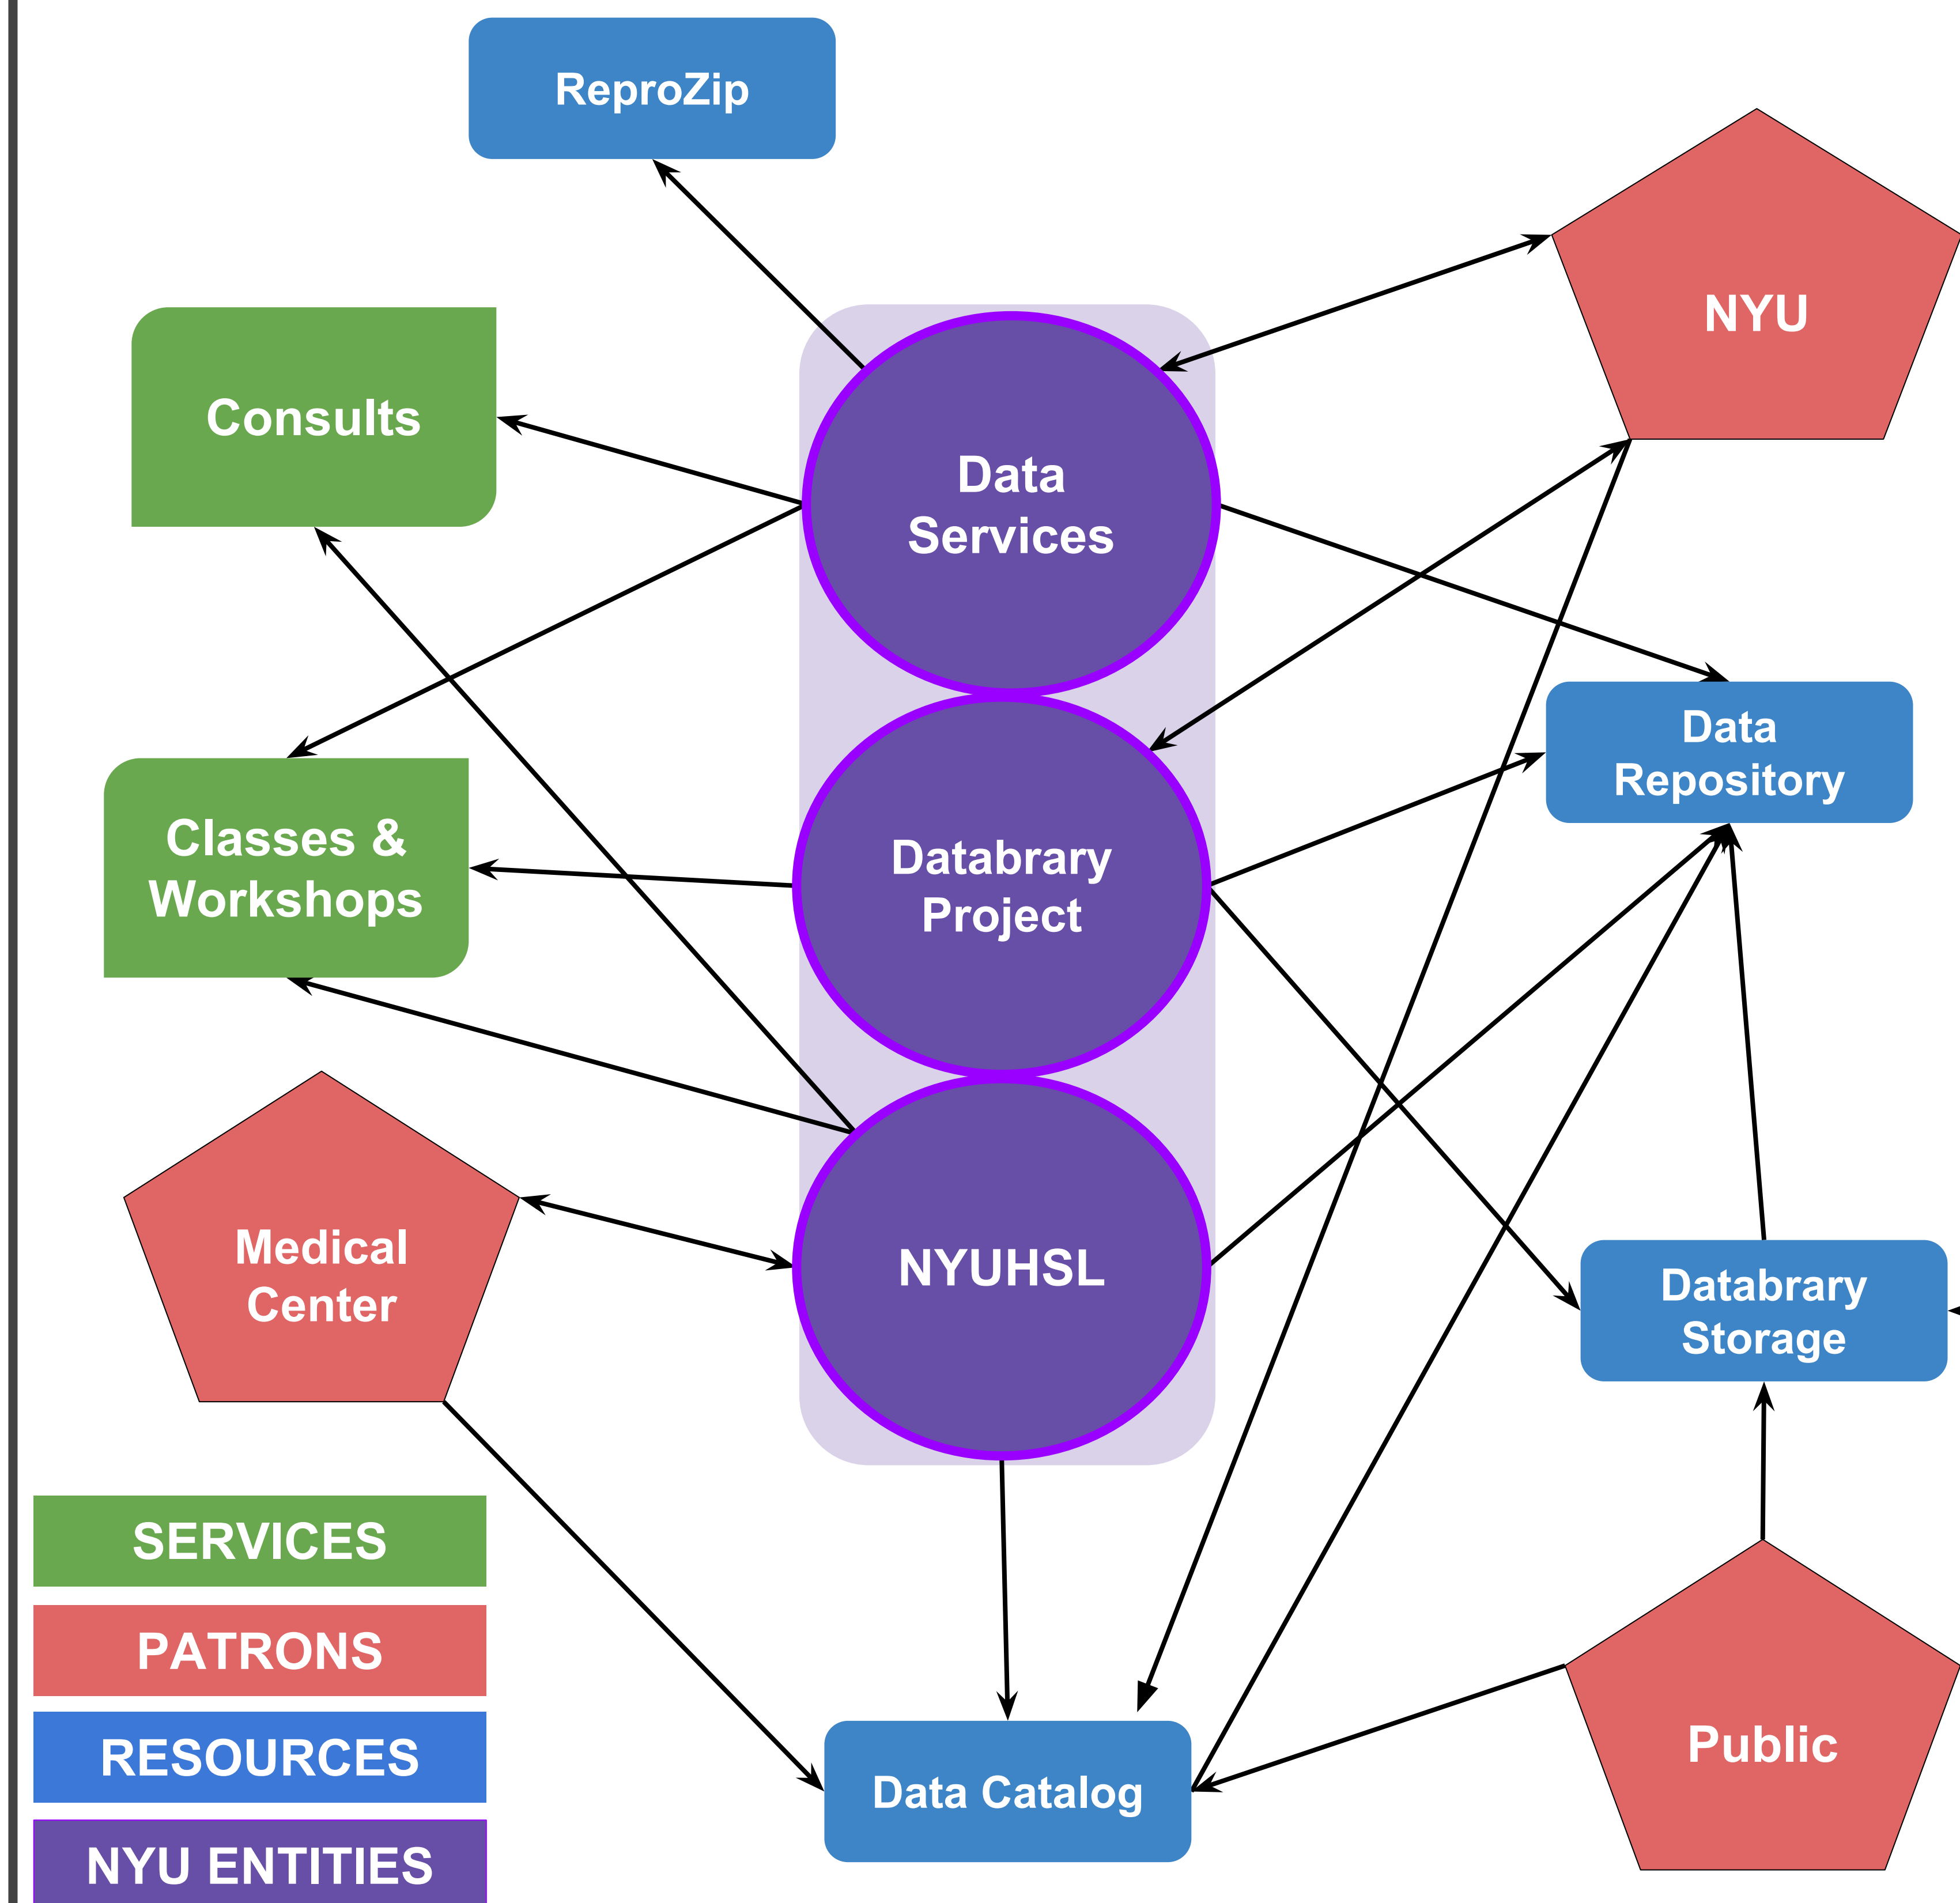 ReproZip
NYU
Consults
Data
Services
Data
Repository
Classes &
Workshops
Databrary
Project
Medical
Center
NYUHSL
Databrary
Storage
SERVICES
PATRONS
RESOURCES
NYU ENTITIES
Data Catalog
Public